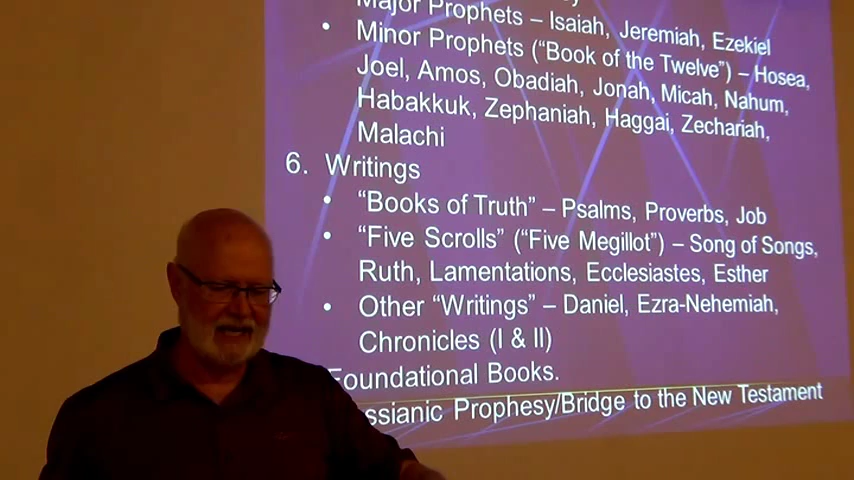 Major Prophets – Isaiah, Jeremiah, Ezekiel
• Minor Prophets (“Book of the Twelve”) – Hosea,
Joel, Amos, Obadiah, Jonah, Micah, Nahum,
Habakkuk, Zephaniah, Haggai, Zechariah,
Malachi
6. Writings
• “Books of Truth” – Psalms, Proverbs, Job
• “Five Scrolls” (“Five Megillot”) – Song of Songs,
Ruth, Lamentations, Ecclesiastes, Esther
• Other “Writings” – Daniel, Ezra-Nehemiah,
Chronicles (I & II)
Foundational Books.
ssianic Prophesy/Bridge to the New Testament